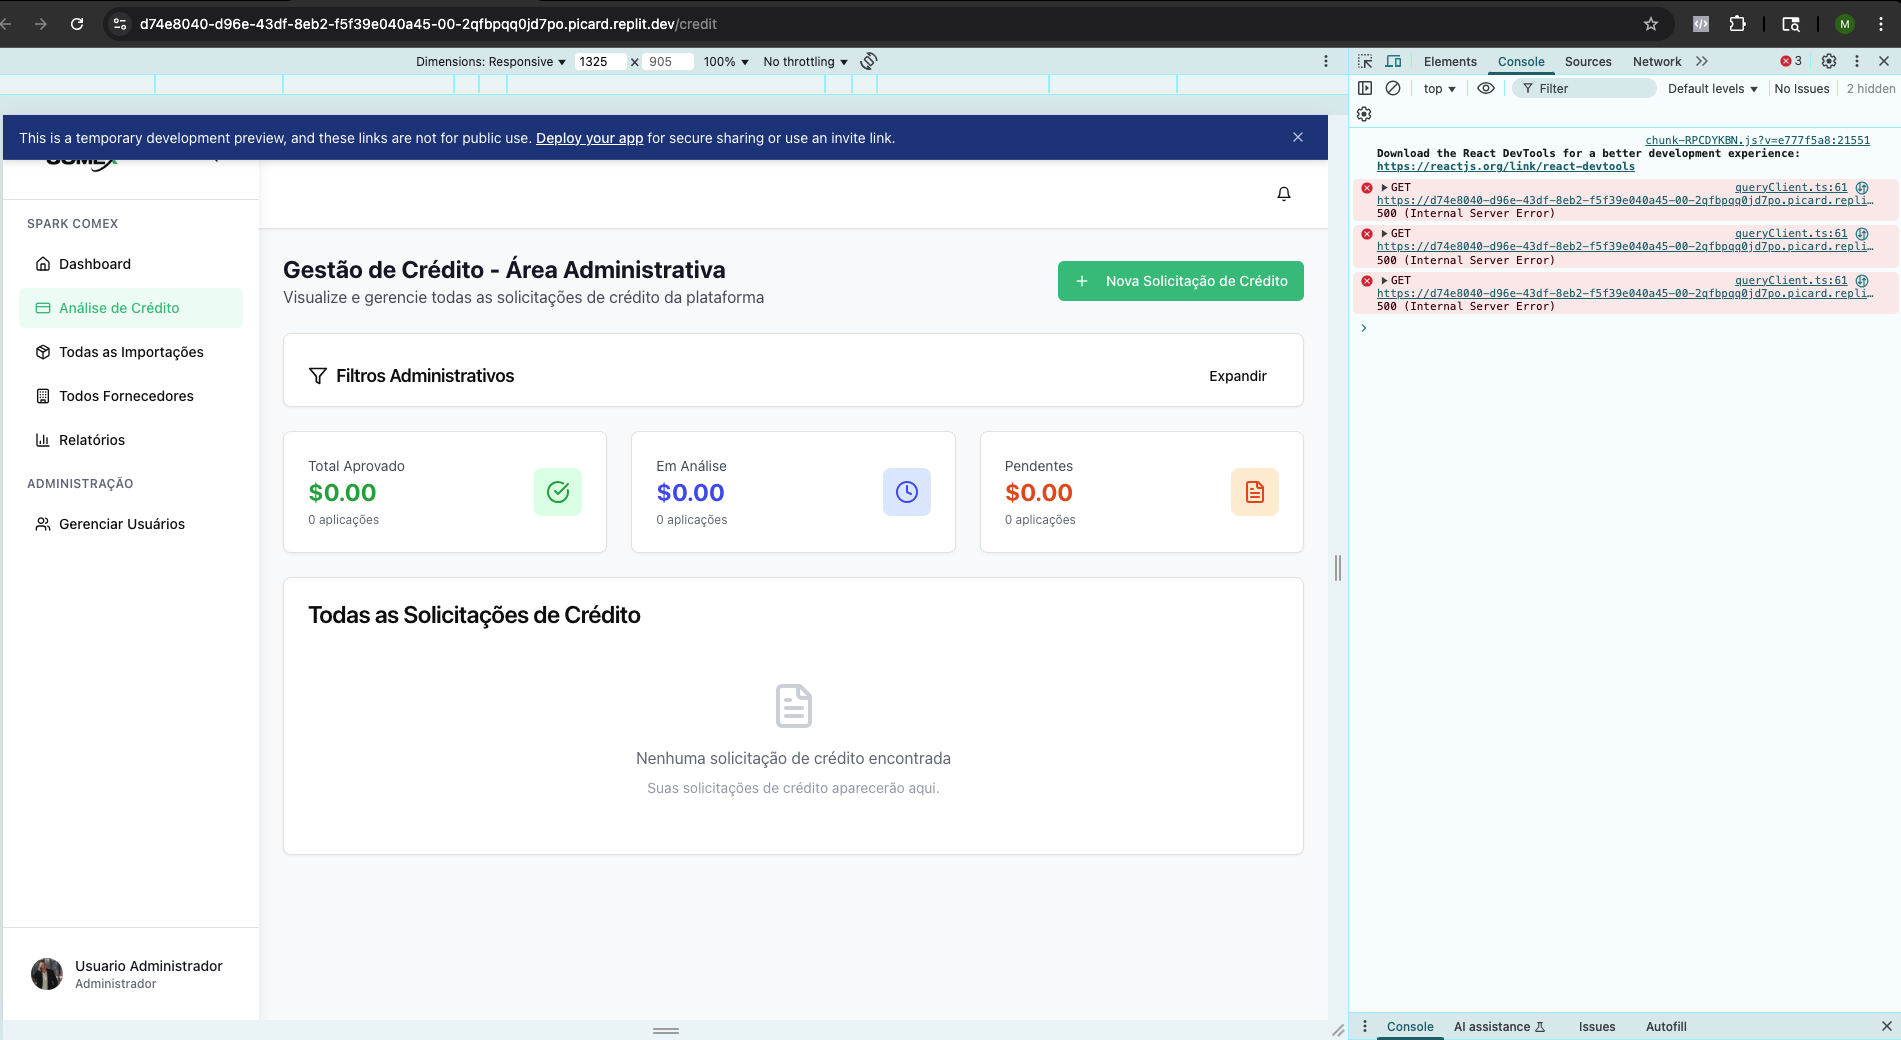 d74e8040-d96e-43df-8eb2-f5f39e040a45-00-2qfbpqq0jd7po.picard.replit.dev/credit
M
Dimensions: Responsive 1325 x 905 100% No throttling
This is a temporary development preview, and these links are not for public use. Deploy your app for secure sharing or use an invite link.
SPARK COMEX
Dashboard
Análise de Crédito
Todas as Importações
Todos Fornecedores
Relatórios
ADMINISTRAÇÃO
Gerenciar Usuários
Usuario Administrador
Administrador
Gestão de Crédito - Área Administrativa
Visualize e gerencie todas as solicitações de crédito da plataforma
Nova Solicitação de Crédito
Filtros Administrativos
Expandir
Total Aprovado
$0.00
0 aplicações
Em Análise
$0.00
0 aplicações
Pendentes
$0.00
0 aplicações
Todas as Solicitações de Crédito
Nenhuma solicitação de crédito encontrada
Suas solicitações de crédito aparecerão aqui.
Elements Console Sources Network 3
top Filter Default levels No Issues 2 hidden
chunk-RPCDYKBN.js?v=e777f5a8:21551
Download the React DevTools for a better development experience:
https://reactjs.org/link/react-devtools
GET queryClient.ts:61
https://d74e8040-d96e-43df-8eb2-f5f39e040a45-00-2qfbpqq0jd7po.picard.repli…
500 (Internal Server Error)
GET queryClient.ts:61
https://d74e8040-d96e-43df-8eb2-f5f39e040a45-00-2qfbpqq0jd7po.picard.repli…
500 (Internal Server Error)
GET queryClient.ts:61
https://d74e8040-d96e-43df-8eb2-f5f39e040a45-00-2qfbpqq0jd7po.picard.repli…
500 (Internal Server Error)
Console AI assistance Issues Autofill